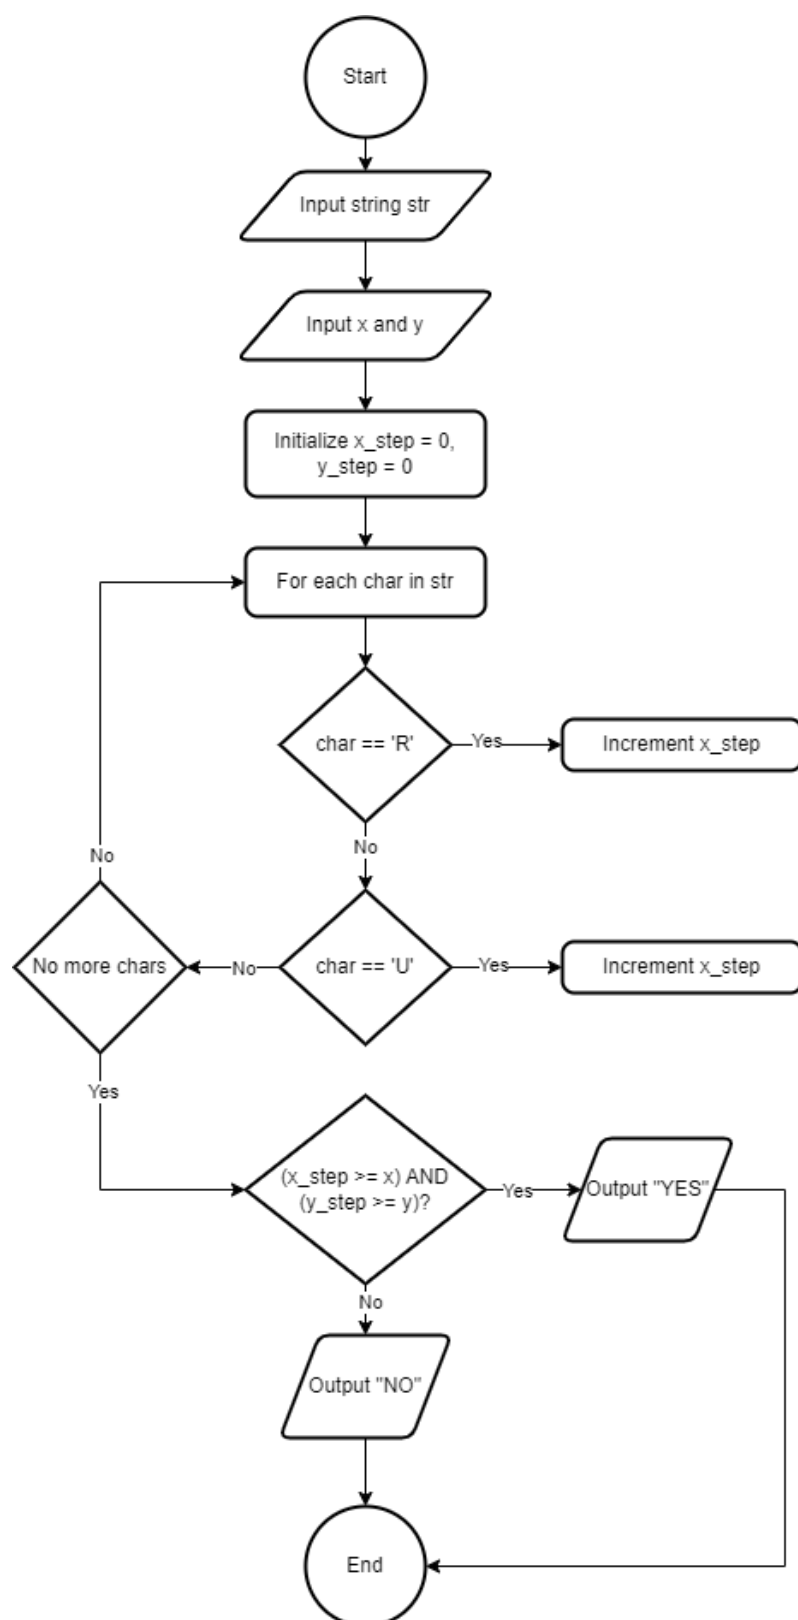 Start
Input string str
Input x and y
Initialize x_step = 0,
y_step = 0
For each char in str
char == 'R'
Yes
Increment x_step
No
No
No more chars
No
char == 'U'
Yes
Increment x_step
Yes
(x_step >= x) AND
(y_step >= y)?
Yes
Output "YES"
No
Output "NO"
End